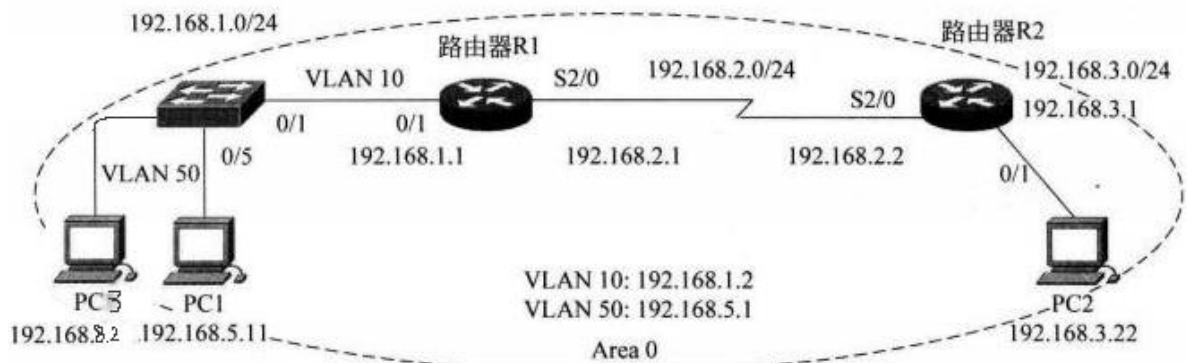 192.168.1.0/24
路由器R1
路由器R2
VLAN 10
S2/0
192.168.2.0/24
192.168.3.0/24
S2/0
192.168.3.1
0/1
0/1
0/5
192.168.1.1
192.168.2.1
192.168.2.2
0/1
VLAN 50
VLAN 10: 192.168.1.2
VLAN 50: 192.168.5.1
PC3
PC1
PC2
192.168.5.11
192.168.3.22
Area 0